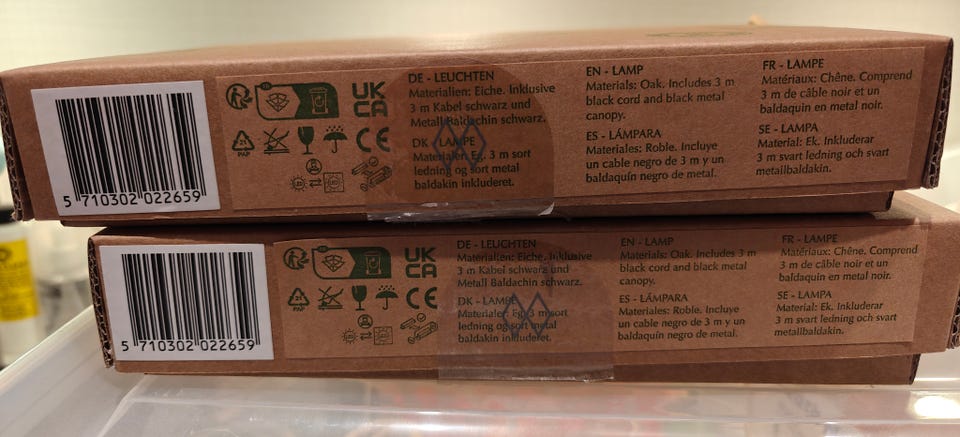 5 710302 022659
UK
CA
21
PAP
DE - LEUCHTEN
Materialien: Eiche. Inklusive
3 m Kabel schwarz und
Metall Baldachin schwarz.
DK - LAMPE
Materialer: Eg. 3 m sort
ledning og sort metal
baldakin inkluderet.
EN - LAMP
Materials: Oak. Includes 3 m
black cord and black metal
canopy.
ES - LÁMPARA
Materiales: Roble. Incluye
un cable negro de 3 m y un
baldaquín negro de metal.
FR - LAMPE
Matériaux: Chêne. Comprend
3 m de câble noir et un
baldaquin en metal noir.
SE - LAMPA
Material: Ek. Inkluderar
3 m svart ledning och svart
metallbaldakin.
5 710302 022659
UK
CA
21
PAP
DE - LEUCHTEN
Materialien: Eiche. Inklusive
3 m Kabel schwarz und
Metall Baldachin schwarz.
DK - LAMPE
Materialer: Eg. 3 m sort
ledning og sort metal
baldakin inkluderet.
EN - LAMP
Materials: Oak. Includes 3 m
black cord and black metal
canopy.
ES - LÁMPARA
Materiales: Roble. Incluye
un cable negro de 3 m y un
baldaquín negro de metal.
FR - LAMPE
Matériaux: Chêne. Comprend
3 m de câble noir et un
baldaquin en metal noir.
SE - LAMPA
Material: Ek. Inkluderar
3 m svart ledning och svart
metallbaldakin.